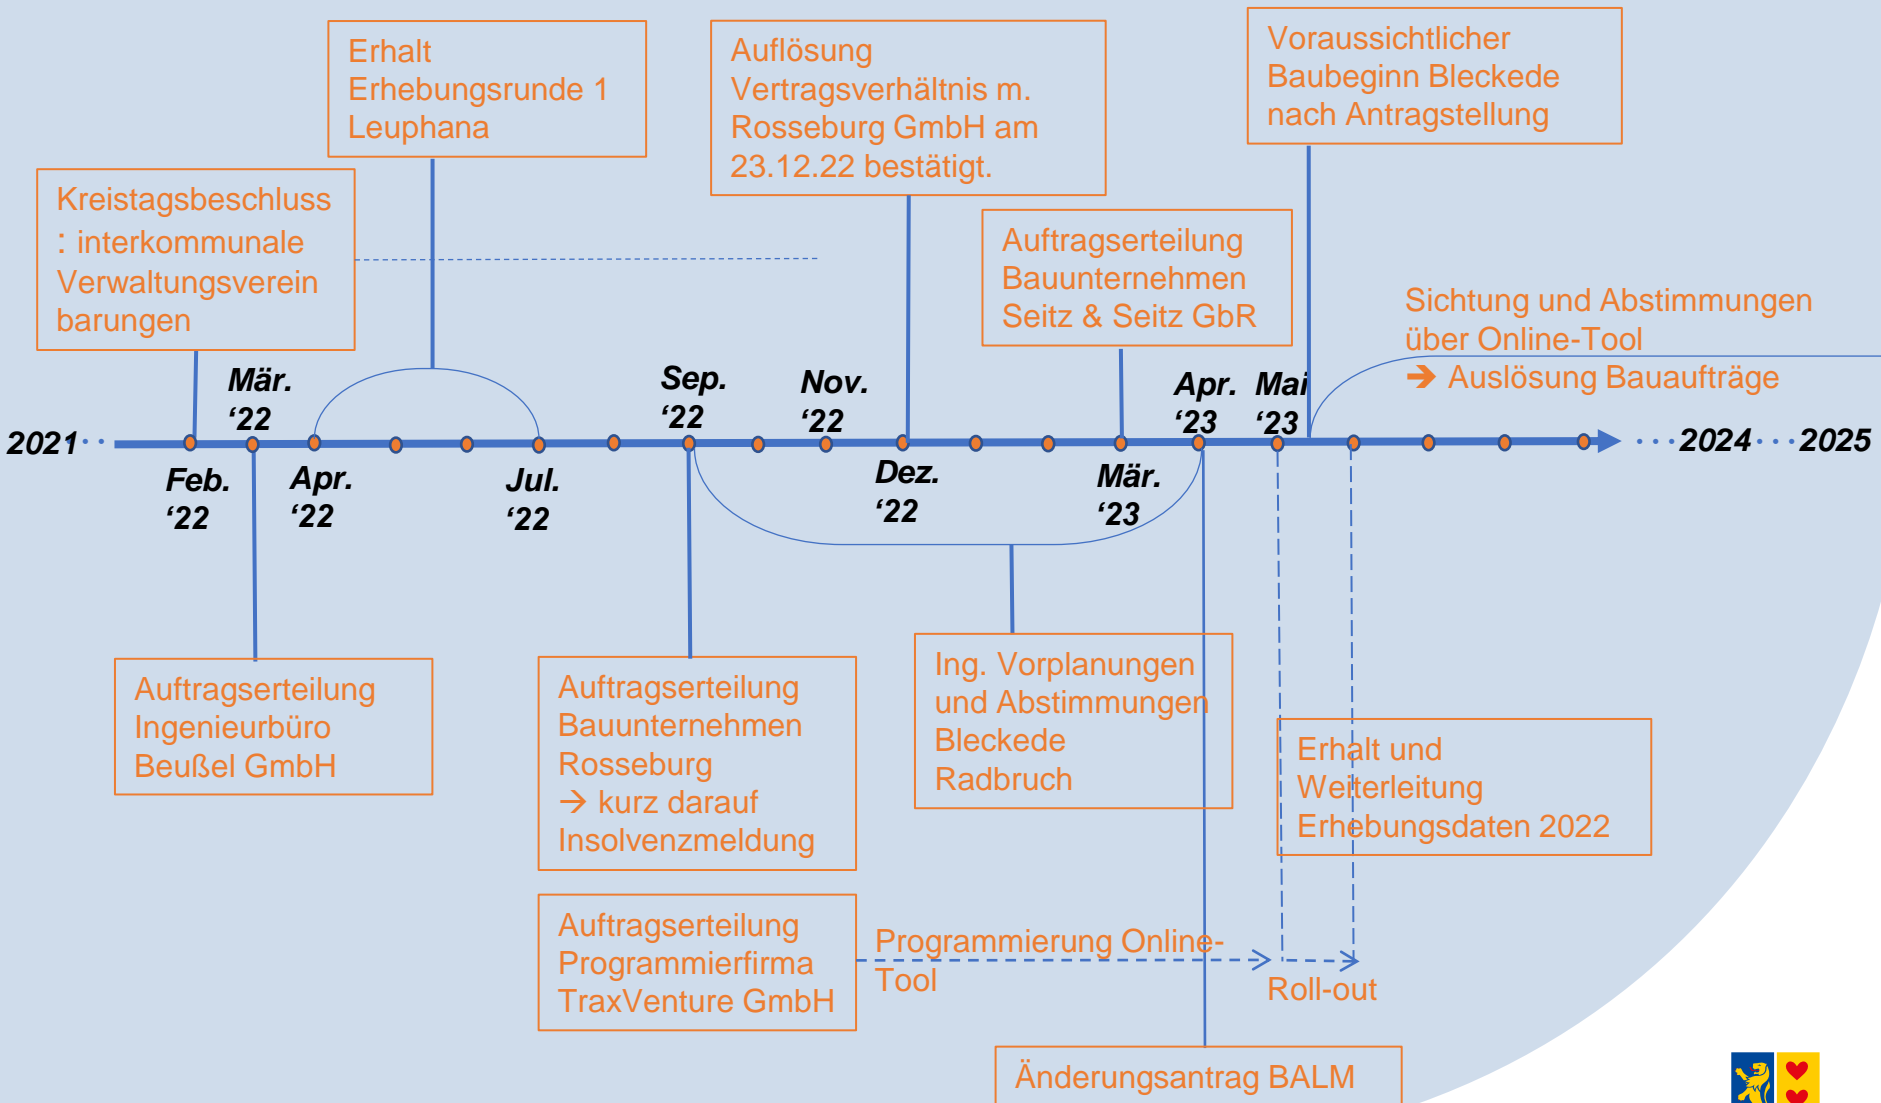 Erhalt
Erhebungsrunde 1
Leuphana
Auflösung
Vertragsverhältnis m.
Rosseburg GmbH am
23.12.22 bestätigt.
Voraussichtlicher
Baubeginn Bleckede
nach Antragstellung
Kreistagsbeschluss
: interkommunale
Verwaltungsverein
barungen
Auftragserteilung
Bauunternehmen
Seitz & Seitz GbR
Sichtung und Abstimmungen
über Online-Tool
➔ Auslösung Bauaufträge
Mär.
‘22
Sep.
‘22
Nov.
‘22
Apr.
‘23
Mai
‘23
2021
2024
2025
Feb.
‘22
Apr.
‘22
Jul.
‘22
Dez.
‘22
Mär.
‘23
Auftragserteilung
Ingenieurbüro
Beußel GmbH
Auftragserteilung
Bauunternehmen
Rosseburg
→ kurz darauf
Insolvenzmeldung
Ing. Vorplanungen
und Abstimmungen
Bleckede
Radbruch
Erhalt und
Weiterleitung
Erhebungsdaten 2022
Auftragserteilung
Programmierfirma
TraxVenture GmbH
Programmierung Online-
Tool
Roll-out
Änderungsantrag BALM